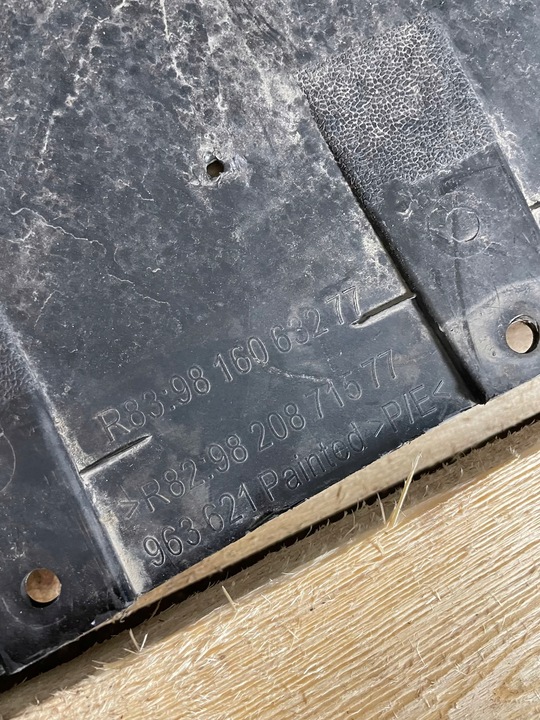 R83:98 160 632 77
>R82:98 208 715 77
963 621 Painted >P/E<